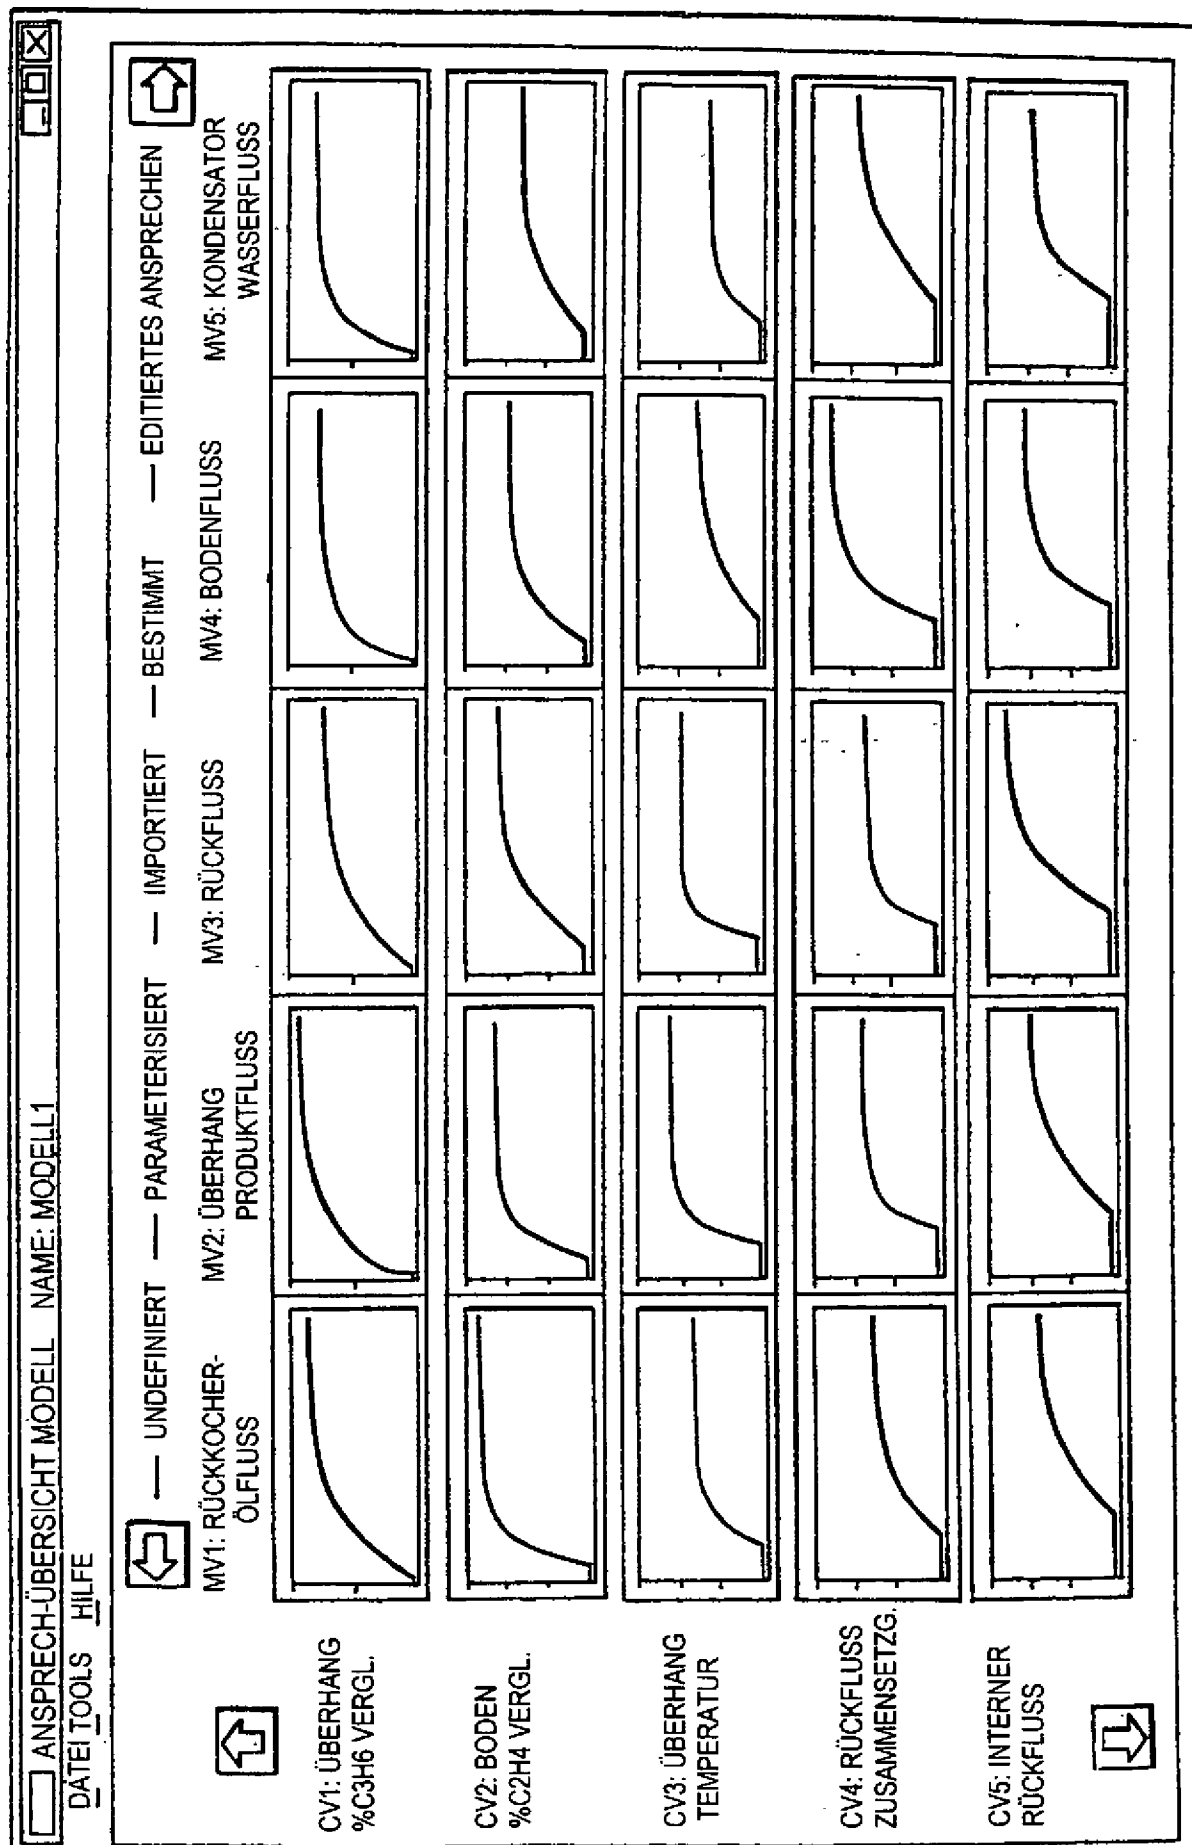 ANSPRECH-ÜBERSICHT MODELL NAME: MODELL1
DATEI TOOLS HILFE
— UNDEFINIERT — PARAMETERISIERT — IMPORTIERT — BESTIMMT — EDITIERTES ANSPRECHEN
MV1: RÜCKKOCHER-
ÖLFLUSS
MV2: ÜBERHANG
PRODUKTFLUSS
MV3: RÜCKFLUSS
MV4: BODENFLUSS
MV5: KONDENSATOR
WASSERFLUSS
CV1: ÜBERHANG
%C3H6 VERGL.
CV2: BODEN
%C2H4 VERGL.
CV3: ÜBERHANG
TEMPERATUR
CV4: RÜCKFLUSS
ZUSAMMENSETZG.
CV5: INTERNER
RÜCKFLUSS